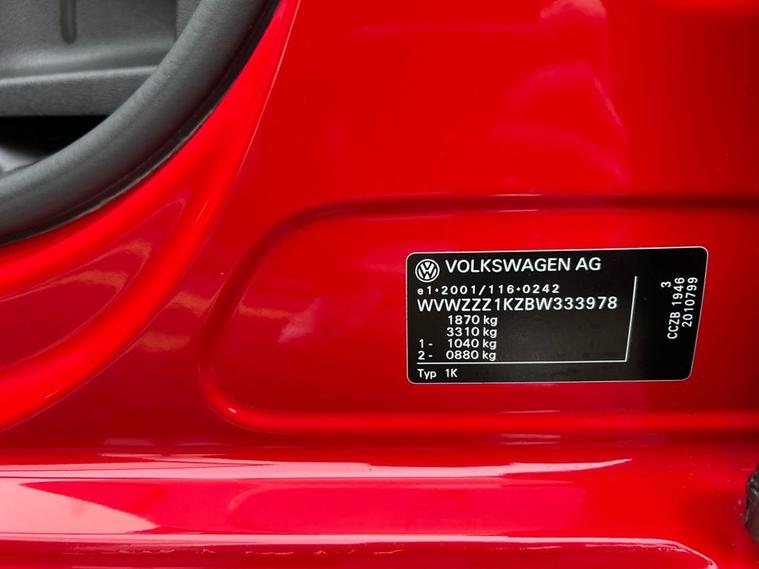 VOLKSWAGEN AG
e1*2001/116*0242
WVWZZZ1KZBW333978
1870 kg
3310 kg
1 - 1040 kg
2 - 0880 kg
Typ 1K
3
CCZB 1946
2010799